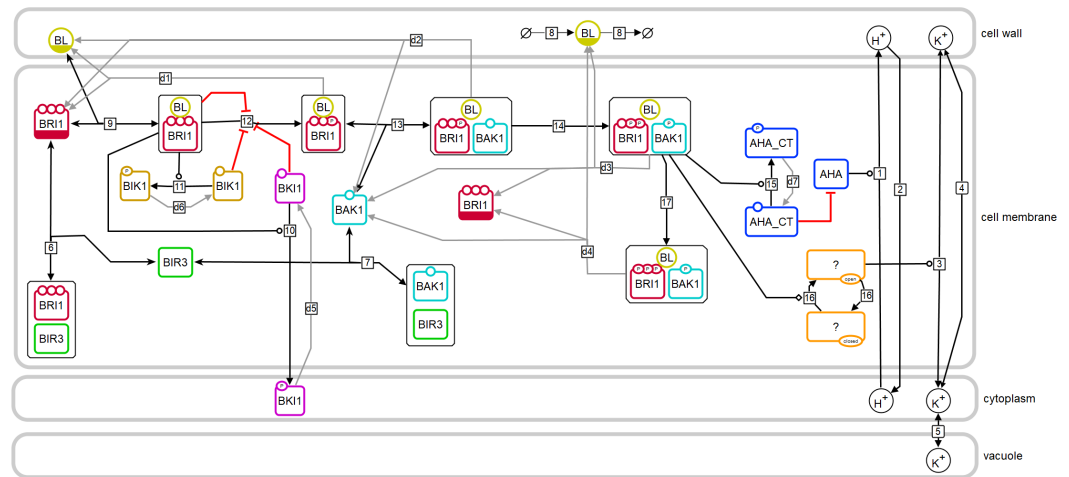 BL
d2
8
BL
8
H+
K+
cell wall
d1
BRI1
9
BL
BRI1
12
BL
P
BRI1
13
BL
P
BRI1
BAK1
14
BL
P P
P
BRI1
BAK1
P
AHA_CT
15
d7
AHA
1
2
4
P
BIK1
11
BIK1
d6
BKI1
BAK1
BRI1
d3
17
AHA_CT
cell membrane
10
6
BIR3
7
d4
BL
P P P
P
BRI1
BAK1
?
open
3
16
16
?
closed
BRI1
BIR3
BAK1
BIR3
d5
P
BKI1
H+
K+
cytoplasm
5
K+
vacuole